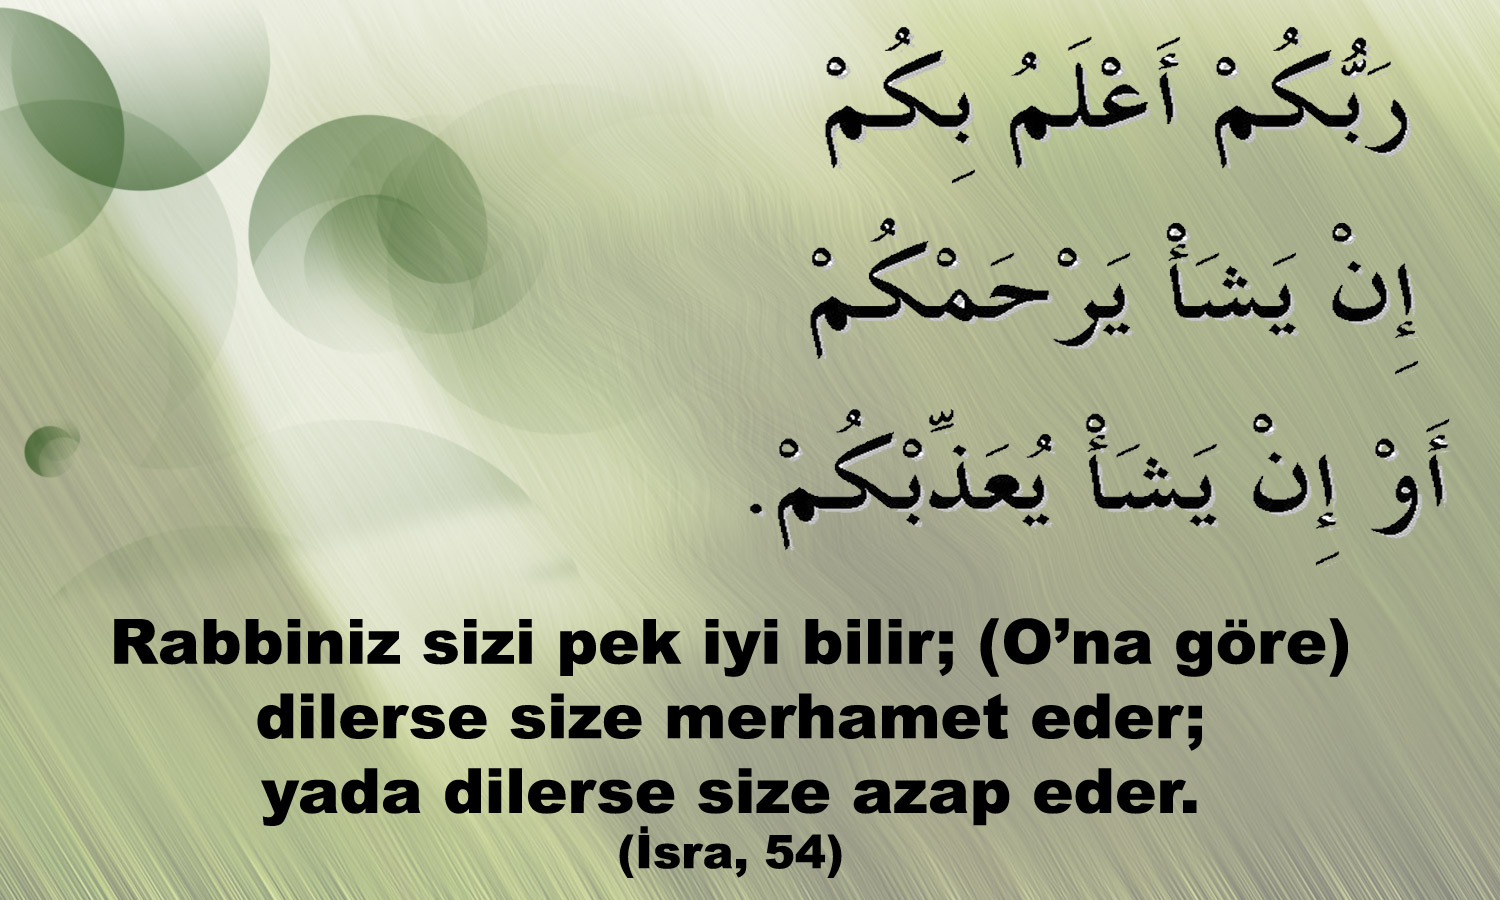 رَبُّكُمْ أَعْلَمُ بِكُمْ
إِنْ يَشَأْ يَرْحَمْكُمْ
أَوْ إِنْ يَشَأْ يُعَذِّبْكُمْ.
Rabbiniz sizi pek iyi bilir; (O’na göre)
dilerse size merhamet eder;
yada dilerse size azap eder.
(İsra, 54)